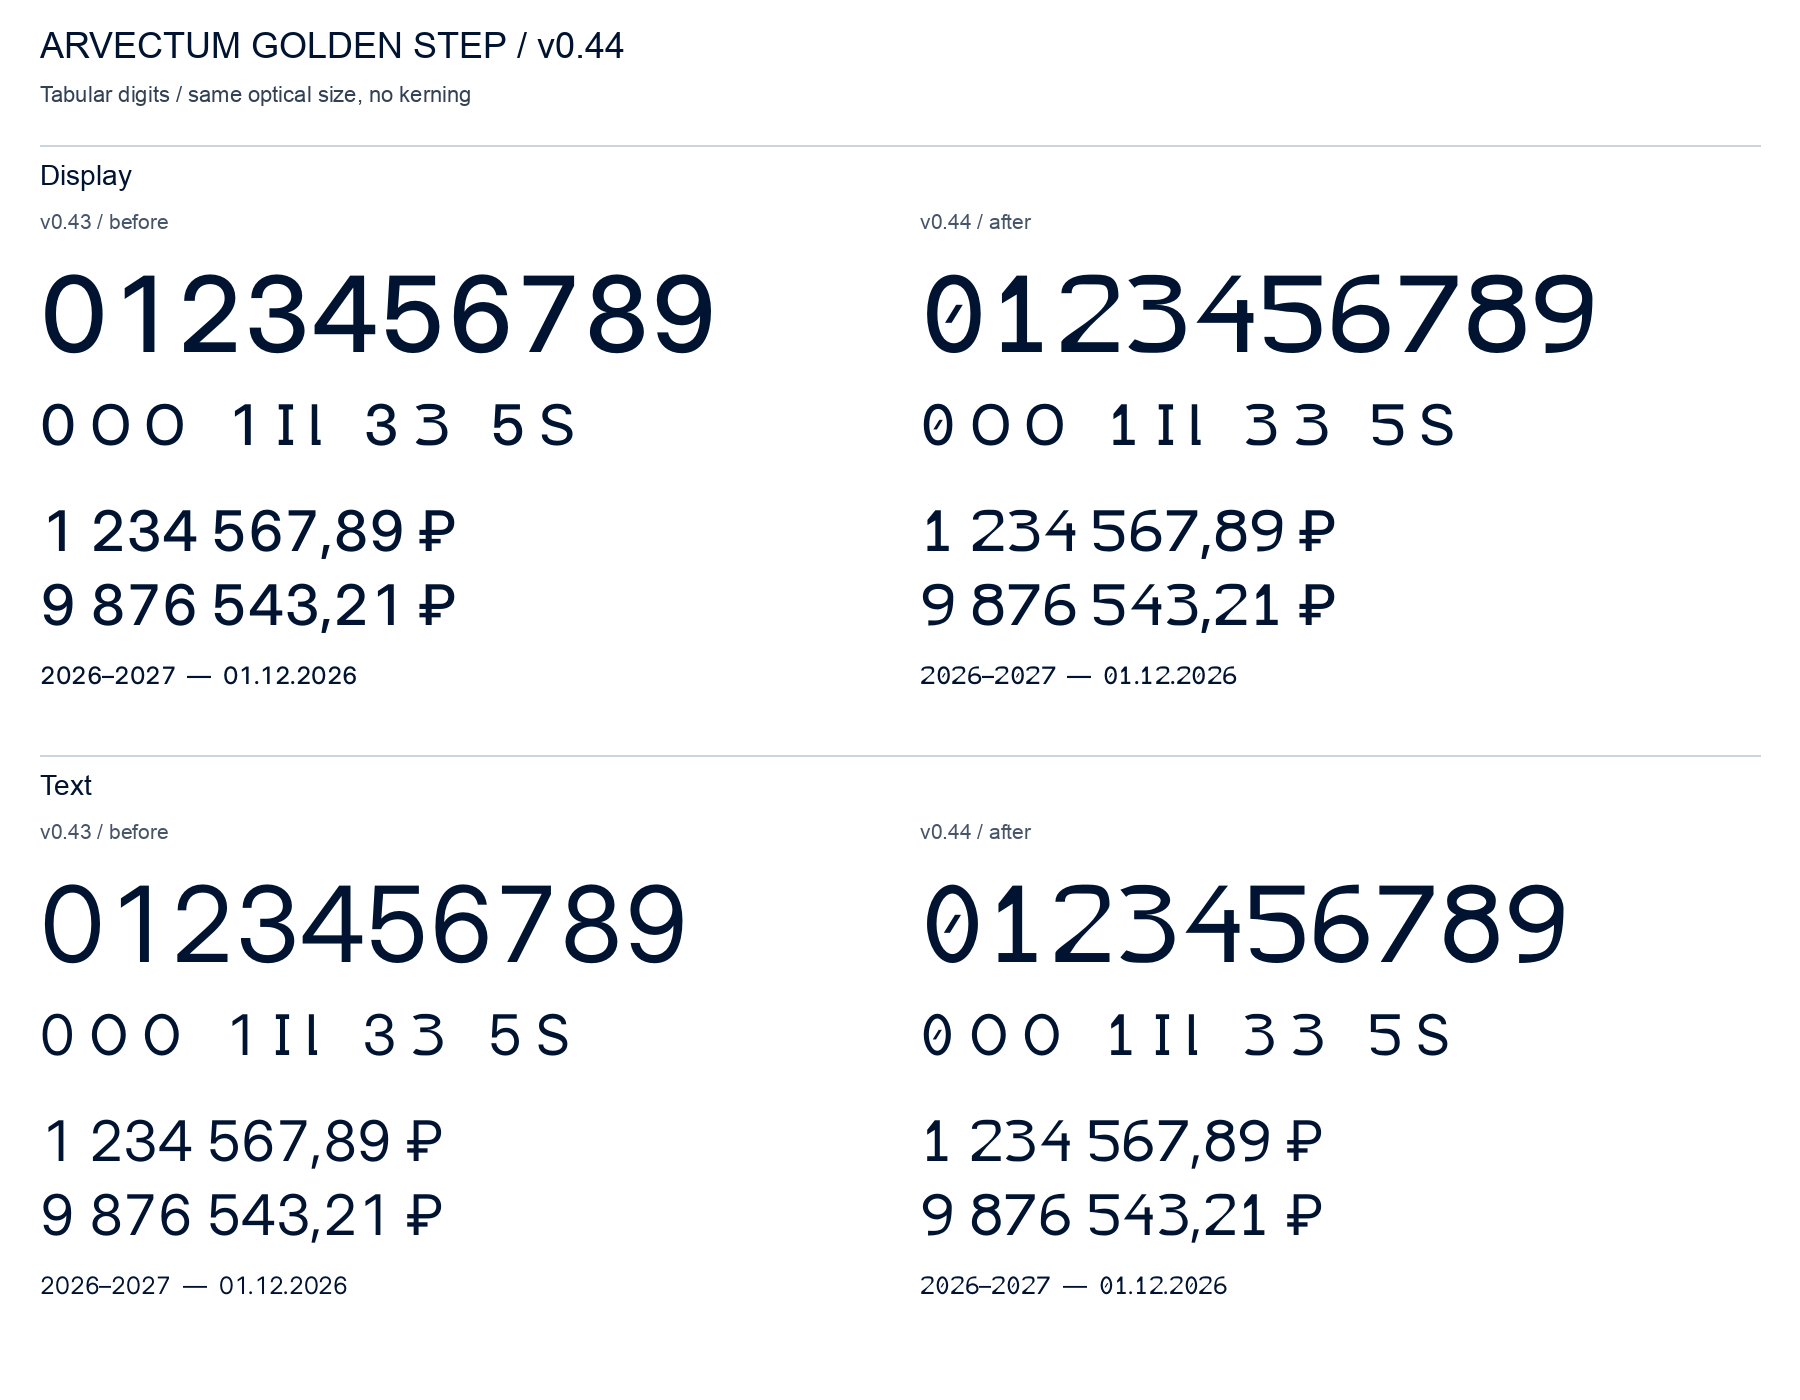 ARVECTUM GOLDEN STEP / v0.44
Tabular digits / same optical size, no kerning
Display
v0.43 / before
0123456789
0 O О 1 I l 3 З 5 S
1 234 567,89 ₽
9 876 543,21 ₽
2026–2027 — 01.12.2026
v0.44 / after
0123456789
0 O О 1 I l 3 З 5 S
1 234 567,89 ₽
9 876 543,21 ₽
2026–2027 — 01.12.2026
Text
v0.43 / before
0123456789
0 O О 1 I l 3 З 5 S
1 234 567,89 ₽
9 876 543,21 ₽
2026–2027 — 01.12.2026
v0.44 / after
0123456789
0 O О 1 I l 3 З 5 S
1 234 567,89 ₽
9 876 543,21 ₽
2026–2027 — 01.12.2026